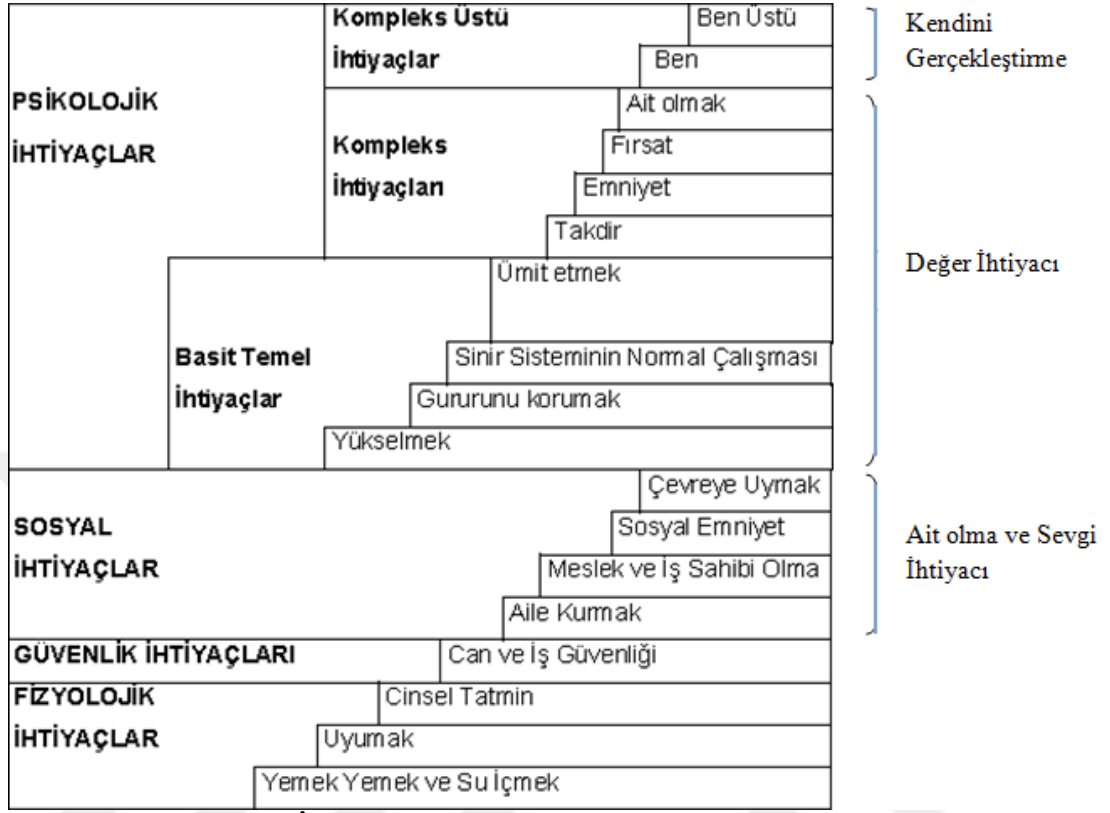 Kompleks Üstü
İhtiyaçlar
Ben Üstü
Ben
Kendini
Gerçekleştirme
PSİKOLOJİK
İHTİYAÇLAR
Kompleks
İhtiyaçları
Ait olmak
Fırsat
Emniyet
Takdir
Değer İhtiyacı
Basit Temel
İhtiyaçlar
Ümit etmek
Sinir Sisteminin Normal Çalışması
Gururunu korumak
Yükselmek
SOSYAL
İHTİYAÇLAR
Çevreye Uymak
Sosyal Emniyet
Meslek ve İş Sahibi Olma
Aile Kurmak
Ait olma ve Sevgi
İhtiyacı
GÜVENLİK İHTİYAÇLARI
Can ve İş Güvenliği
FİZYOLOJİK
İHTİYAÇLAR
Cinsel Tatmin
Uyumak
Yemek Yemek ve Su İçmek